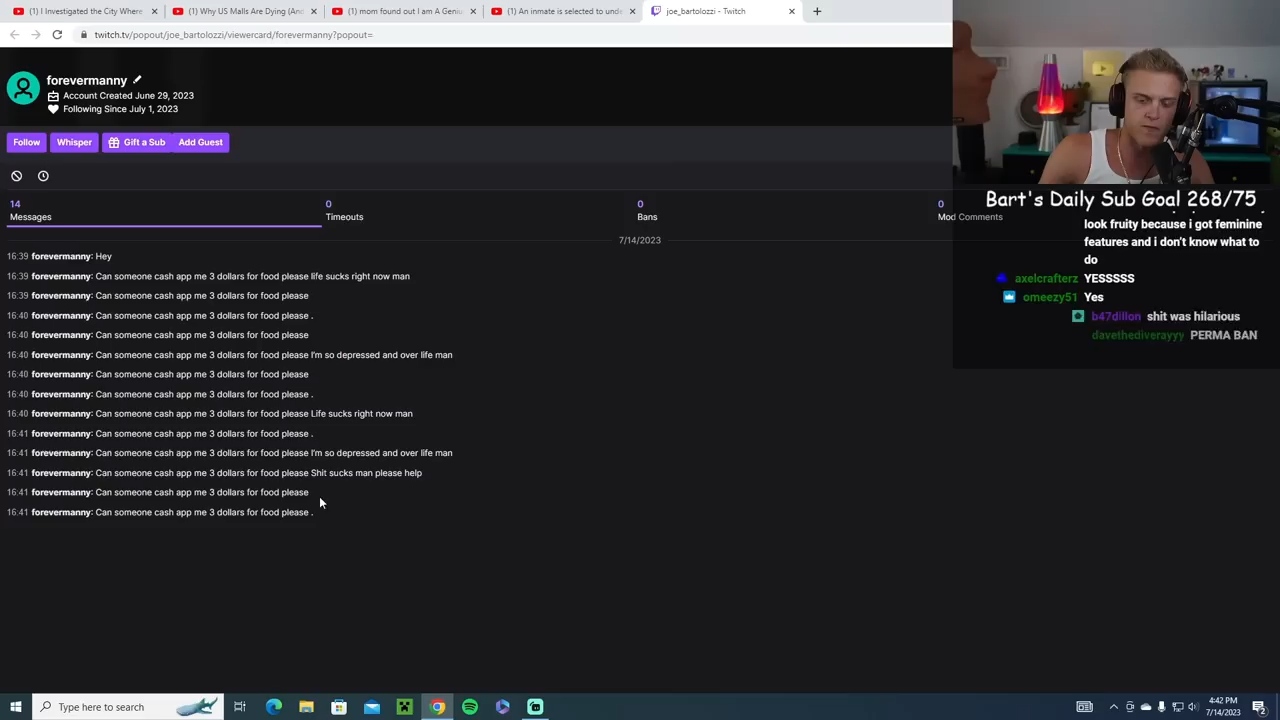 (1) I Investigated the City Where
(1) Why US Malls Are Dying (And
(1) mom found out I am A Geniu
(1) An inmate is selected to unde
joe_bartolozzi - Twitch
twitch.tv/popout/joe_bartolozzi/viewercard/forevermanny?popout=
forevermanny
Account Created June 29, 2023
Following Since July 1, 2023
Follow
Whisper
Gift a Sub
Add Guest
14
Messages
0
Timeouts
0
Bans
0
Mod Comments
7/14/2023
16:39 forevermanny: Hey
16:39 forevermanny: Can someone cash app me 3 dollars for food please life sucks right now man
16:39 forevermanny: Can someone cash app me 3 dollars for food please
16:40 forevermanny: Can someone cash app me 3 dollars for food please .
16:40 forevermanny: Can someone cash app me 3 dollars for food please
16:40 forevermanny: Can someone cash app me 3 dollars for food please I'm so depressed and over life man
16:40 forevermanny: Can someone cash app me 3 dollars for food please
16:40 forevermanny: Can someone cash app me 3 dollars for food please .
16:40 forevermanny: Can someone cash app me 3 dollars for food please Life sucks right now man
16:41 forevermanny: Can someone cash app me 3 dollars for food please .
16:41 forevermanny: Can someone cash app me 3 dollars for food please I'm so depressed and over life man
16:41 forevermanny: Can someone cash app me 3 dollars for food please Shit sucks man please help
16:41 forevermanny: Can someone cash app me 3 dollars for food please
16:41 forevermanny: Can someone cash app me 3 dollars for food please .
Bart's Daily Sub Goal 268/75
look fruity because i got feminine
features and i don't know what to
do
axelcrafterz YESSSSS
omeezy51 Yes
b47dillon shit was hilarious
davethediverayyy PERMA BAN
Type here to search
4:42 PM
7/14/2023
2